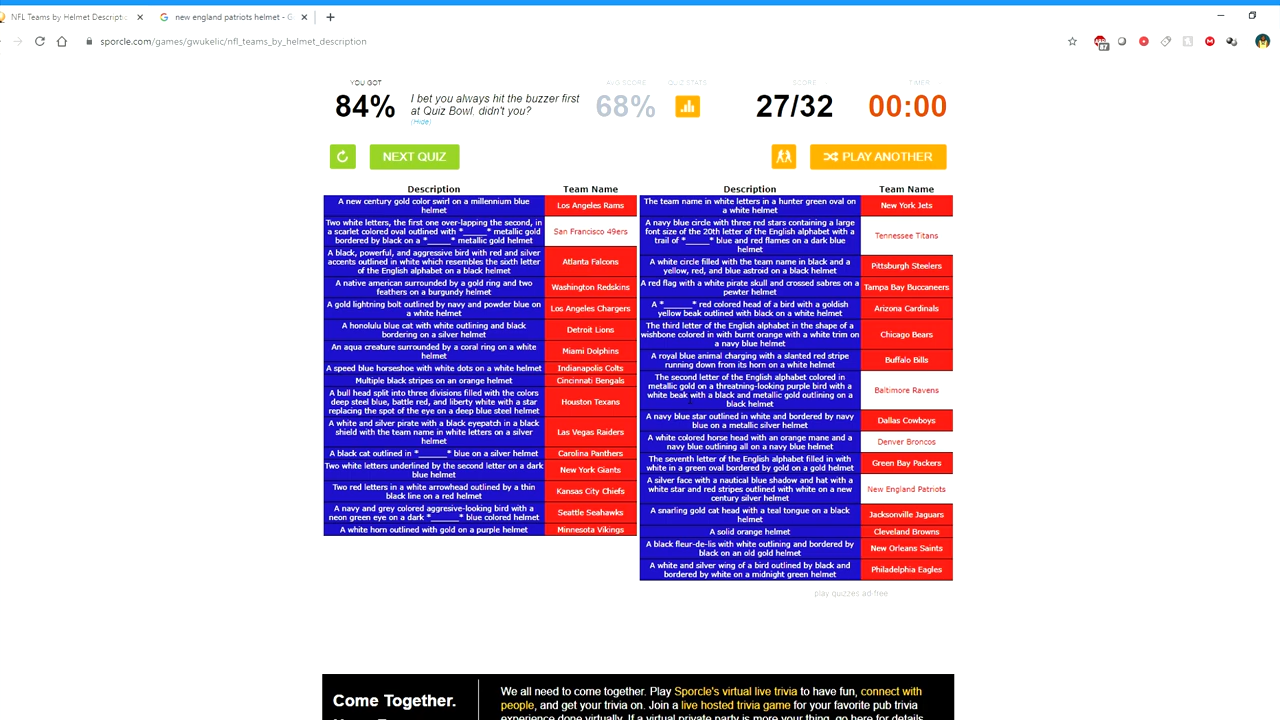 NFL Teams by Helmet Descripti
new england patriots helmet - G
sporcle.com/games/gwukelic/nfl_teams_by_helmet_description
YOU GOT
84%
I bet you always hit the buzzer first
at Quiz Bowl, didn't you?
(Hide)
AVG SCORE
68%
QUIZ STATS
SCORE
27/32
TIMER
00:00
NEXT QUIZ
PLAY ANOTHER
Description
Team Name
A new century gold color swirl on a millennium blue
helmet
Los Angeles Rams
Two white letters, the first one over-lapping the second, in
a scarlet colored oval outlined with *_____* metallic gold
bordered by black on a *_____* metallic gold helmet
San Francisco 49ers
A black, powerful, and aggressive bird with red and silver
accents outlined in white which resembles the sixth letter
of the English alphabet on a black helmet
Atlanta Falcons
A native american surrounded by a gold ring and two
feathers on a burgundy helmet
Washington Redskins
A gold lightning bolt outlined by navy and powder blue on
a white helmet
Los Angeles Chargers
A honolulu blue cat with white outlining and black
bordering on a silver helmet
Detroit Lions
An aqua creature surrounded by a coral ring on a white
helmet
Miami Dolphins
A speed blue horseshoe with white dots on a white helmet
Indianapolis Colts
Multiple black stripes on an orange helmet
Cincinnati Bengals
A bull head split into three divisions filled with the colors
deep steel blue, battle red, and liberty white with a star
replacing the spot of the eye on a deep blue steel helmet
Houston Texans
A white and silver pirate with a black eyepatch in a black
shield with the team name in white letters on a silver
helmet
Las Vegas Raiders
A black cat outlined in *______* blue on a silver helmet
Carolina Panthers
Two white letters underlined by the second letter on a dark
blue helmet
New York Giants
Two red letters in a white arrowhead outlined by a thin
black line on a red helmet
Kansas City Chiefs
A navy and grey colored aggresive-looking bird with a
neon green eye on a dark *______* blue colored helmet
Seattle Seahawks
A white horn outlined with gold on a purple helmet
Minnesota Vikings
Description
Team Name
The team name in white letters in a hunter green oval on
a white helmet
New York Jets
A navy blue circle with three red stars containing a large
font size of the 20th letter of the English alphabet with a
trail of *_____* blue and red flames on a dark blue
helmet
Tennessee Titans
A white circle filled with the team name in black and a
yellow, red, and blue astroid on a black helmet
Pittsburgh Steelers
A red flag with a white pirate skull and crossed sabres on a
pewter helmet
Tampa Bay Buccaneers
A *______* red colored head of a bird with a goldish
yellow beak outlined with black on a white helmet
Arizona Cardinals
The third letter of the English alphabet in the shape of a
wishbone colored in with burnt orange with a white trim on
a navy blue helmet
Chicago Bears
A royal blue animal charging with a slanted red stripe
running down from its horn on a white helmet
Buffalo Bills
The second letter of the English alphabet colored in
metallic gold on a threatning-looking purple bird with a
white beak with a black and metallic gold outlining on a
black helmet
Baltimore Ravens
A navy blue star outlined in white and bordered by navy
blue on a metallic silver helmet
Dallas Cowboys
A white colored horse head with an orange mane and a
navy blue outlining all on a navy blue helmet
Denver Broncos
The seventh letter of the English alphabet filled in with
white in a green oval bordered by gold on a gold helmet
Green Bay Packers
A silver face with a nautical blue shadow and hat with a
white star and red stripes outlined with white on a new
century silver helmet
New England Patriots
A snarling gold cat head with a teal tongue on a black
helmet
Jacksonville Jaguars
A solid orange helmet
Cleveland Browns
A black fleur-de-lis with white outlining and bordered by
black on an old gold helmet
New Orleans Saints
A white and silver wing of a bird outlined by black and
bordered by white on a midnight green helmet
Philadelphia Eagles
play quizzes ad-free
Come Together.
We all need to come together. Play Sporcle's virtual live trivia to have fun, connect with
people, and get your trivia on. Join a live hosted trivia game for your favorite pub trivia
experience done virtually. If a virtual private party is more your thing, go here for details